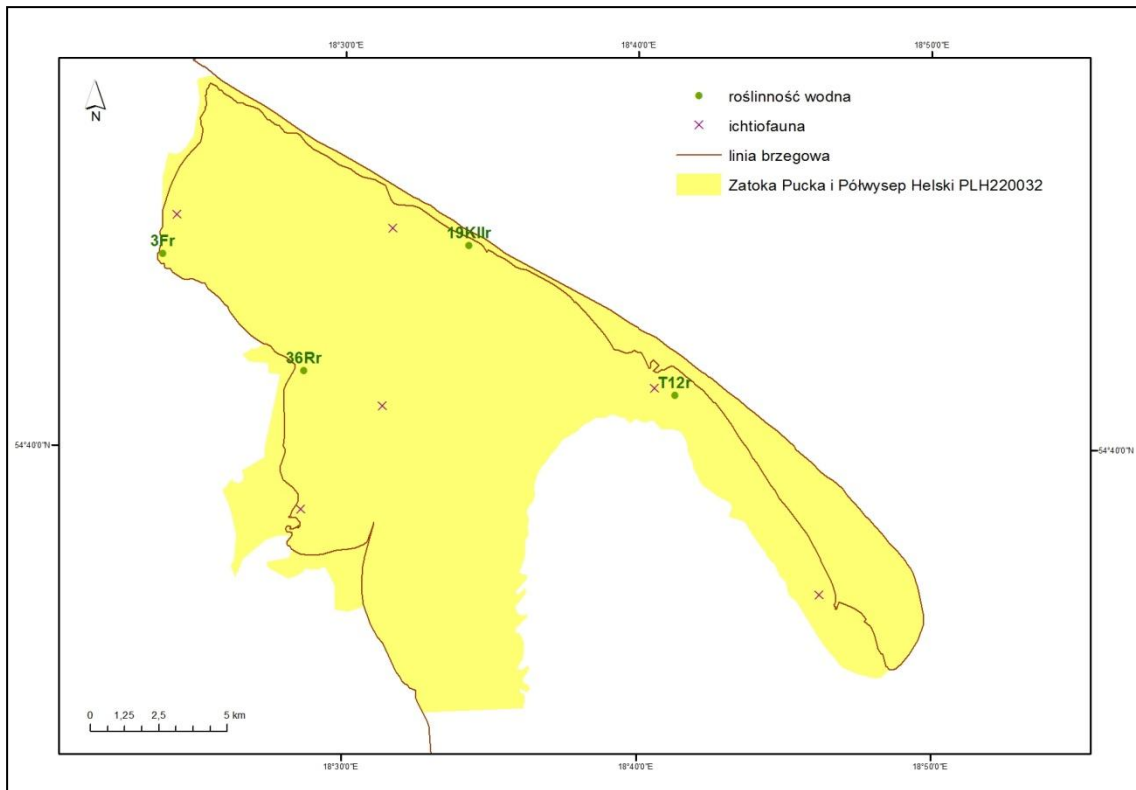 18°30'0"E 18°40'0"E 18°50'0"E
N
roślinność wodna
ichtiofauna
linia brzegowa
Zatoka Pucka i Półwysep Helski PLH220032
3Fr
19KIIr
36Rr
T12r
54°40'0"N 54°40'0"N
0 1,25 2,5 5 km
18°30'0"E 18°40'0"E 18°50'0"E